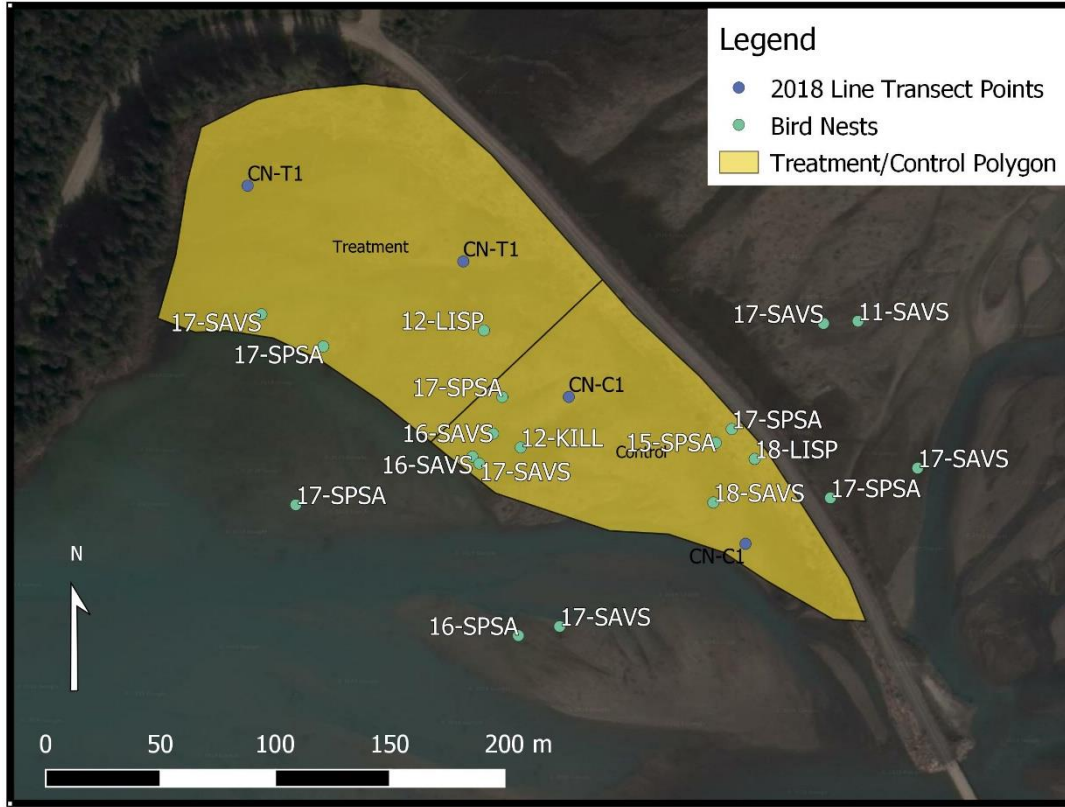 Legend
2018 Line Transect Points
Bird Nests
Treatment/Control Polygon
CN-T1
Treatment
CN-T1
17-SAVS
12-LISP
17-SAVS
11-SAVS
17-SPSA
17-SPSA
CN-C1
16-SAVS
12-KILL
15-SPSA
17-SPSA
Control
18-LISP
16-SAVS
17-SAVS
17-SAVS
17-SPSA
18-SAVS
17-SPSA
CN-C1
N
16-SPSA
17-SAVS
0 50 100 150 200 m